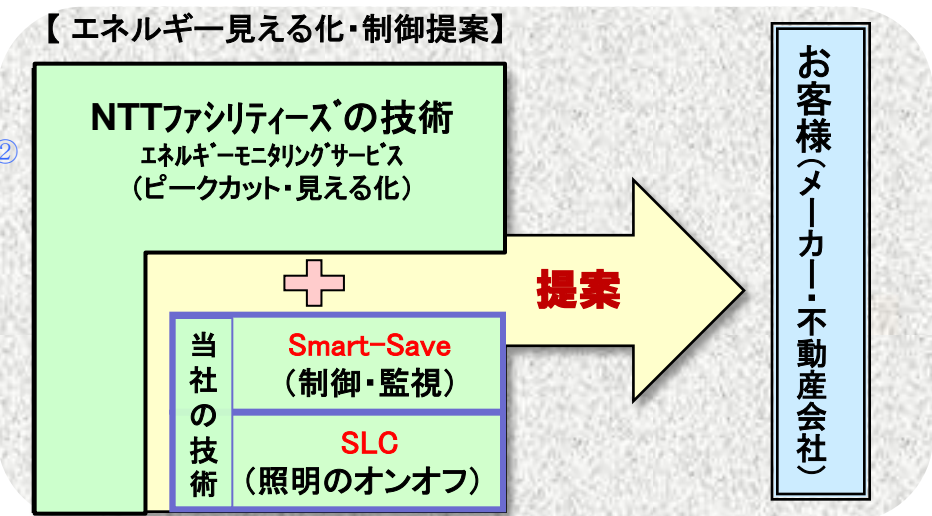 【 エネルギー見える化・制御提案】
NTTファシリティーズの技術
エネルギーモニタリングサービス
（ピークカット・見える化）
②
提案
当社の技術
Smart-Save
（制御・監視）
SLC
（照明のオンオフ）
お客様（メーカー・不動産会社）